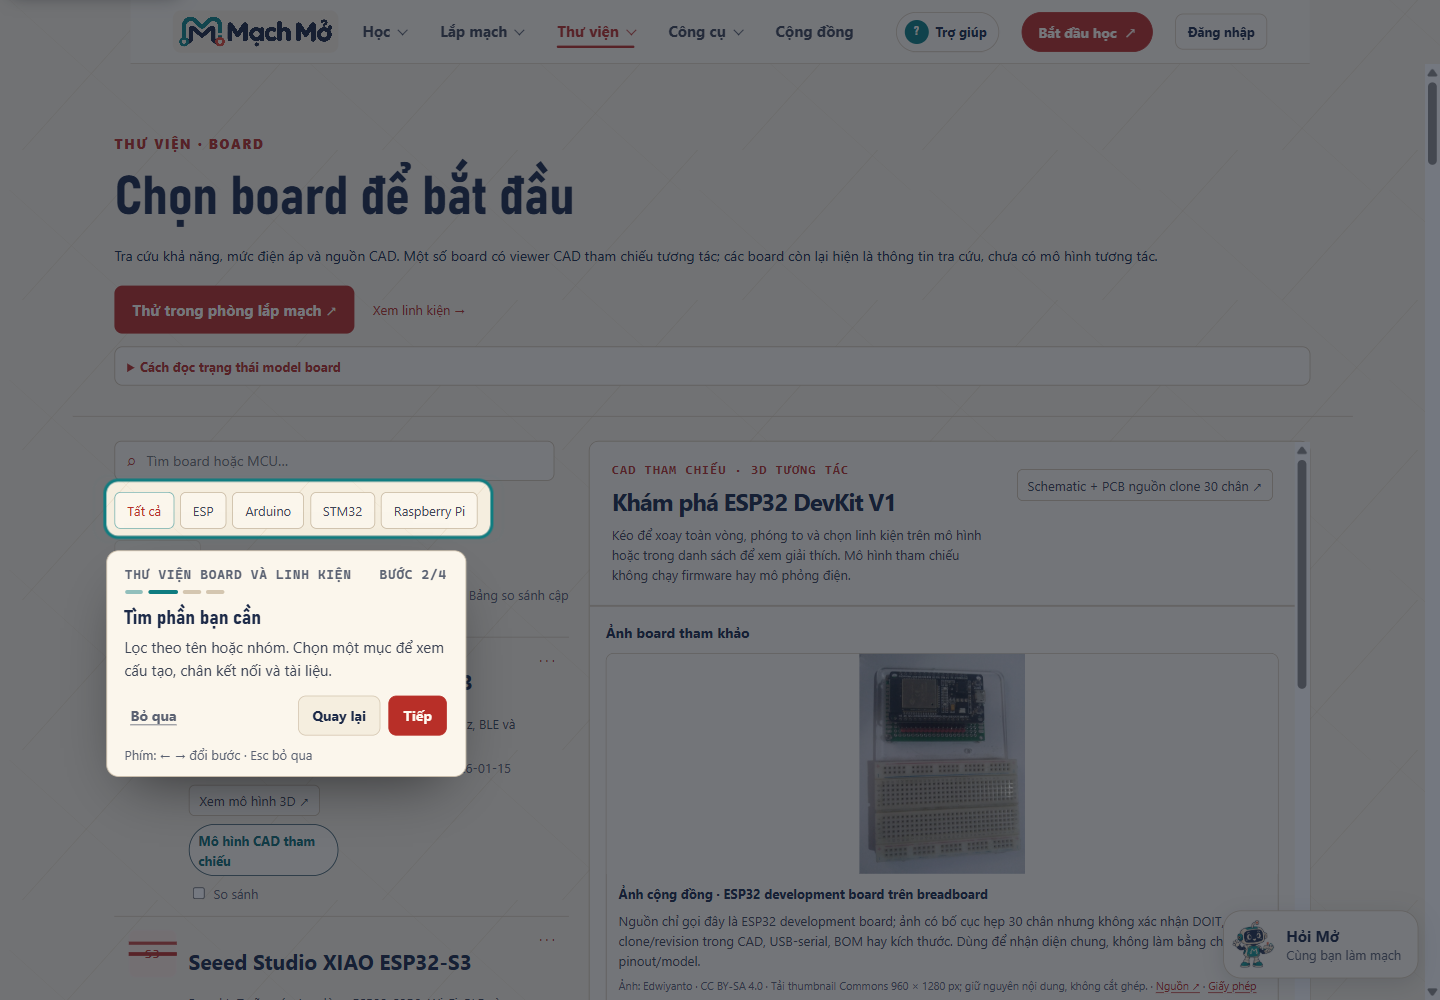 Mạch Mở
Học
Lắp mạch
Thư viện
Công cụ
Cộng đồng
? Trợ giúp
Bắt đầu học ↗
Đăng nhập
THƯ VIỆN · BOARD
Chọn board để bắt đầu
Tra cứu khả năng, mức điện áp và nguồn CAD. Một số board có viewer CAD tham chiếu tương tác; các board còn lại hiện là thông tin tra cứu, chưa có mô hình tương tác.
Thử trong phòng lắp mạch ↗
Xem linh kiện →
▶ Cách đọc trạng thái model board
Tìm board hoặc MCU...
Tất cả
ESP
Arduino
STM32
Raspberry Pi
THƯ VIỆN BOARD VÀ LINH KIỆN
BƯỚC 2/4
Tìm phần bạn cần
Lọc theo tên hoặc nhóm. Chọn một mục để xem
cấu tạo, chân kết nối và tài liệu.
Bỏ qua
Quay lại
Tiếp
Phím: ← → đổi bước · Esc bỏ qua
Bảng so sánh cập
...
3
z, BLE và
6-01-15
Xem mô hình 3D ↗
Mô hình CAD tham
chiếu
So sánh
...
S3
Seeed Studio XIAO ESP32-S3
CAD THAM CHIẾU · 3D TƯƠNG TÁC
Khám phá ESP32 DevKit V1
Schematic + PCB nguồn clone 30 chân ↗
Kéo để xoay toàn vòng, phóng to và chọn linh kiện trên mô hình
hoặc trong danh sách để xem giải thích. Mô hình tham chiếu
không chạy firmware hay mô phỏng điện.
Ảnh board tham khảo
Ảnh cộng đồng · ESP32 development board trên breadboard
Nguồn chỉ gọi đây là ESP32 development board; ảnh có bố cục hẹp 30 chân nhưng không xác nhận DOIT,
clone/revision trong CAD, USB-serial, BOM hay kích thước. Dùng để nhận diện chung, không làm bằng ch
pinout/model.
Ảnh: Edwiyanto · CC BY-SA 4.0 · Tải thumbnail Commons 960 × 1280 px; giữ nguyên nội dung, không cắt ghép. · Nguồn ↗ · Giấy phép
Hỏi Mở
Cùng bạn làm mạch